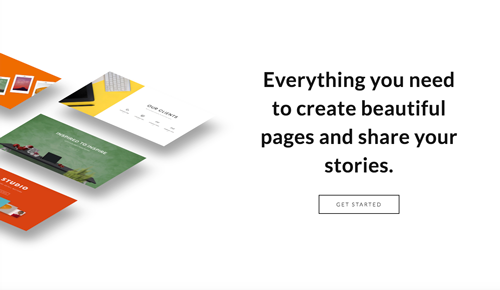 Everything you need
to create beautiful
pages and share your
stories.
GET STARTED
OUR CLIENTS
INSPIRED TO INSPIRE
STUDIO